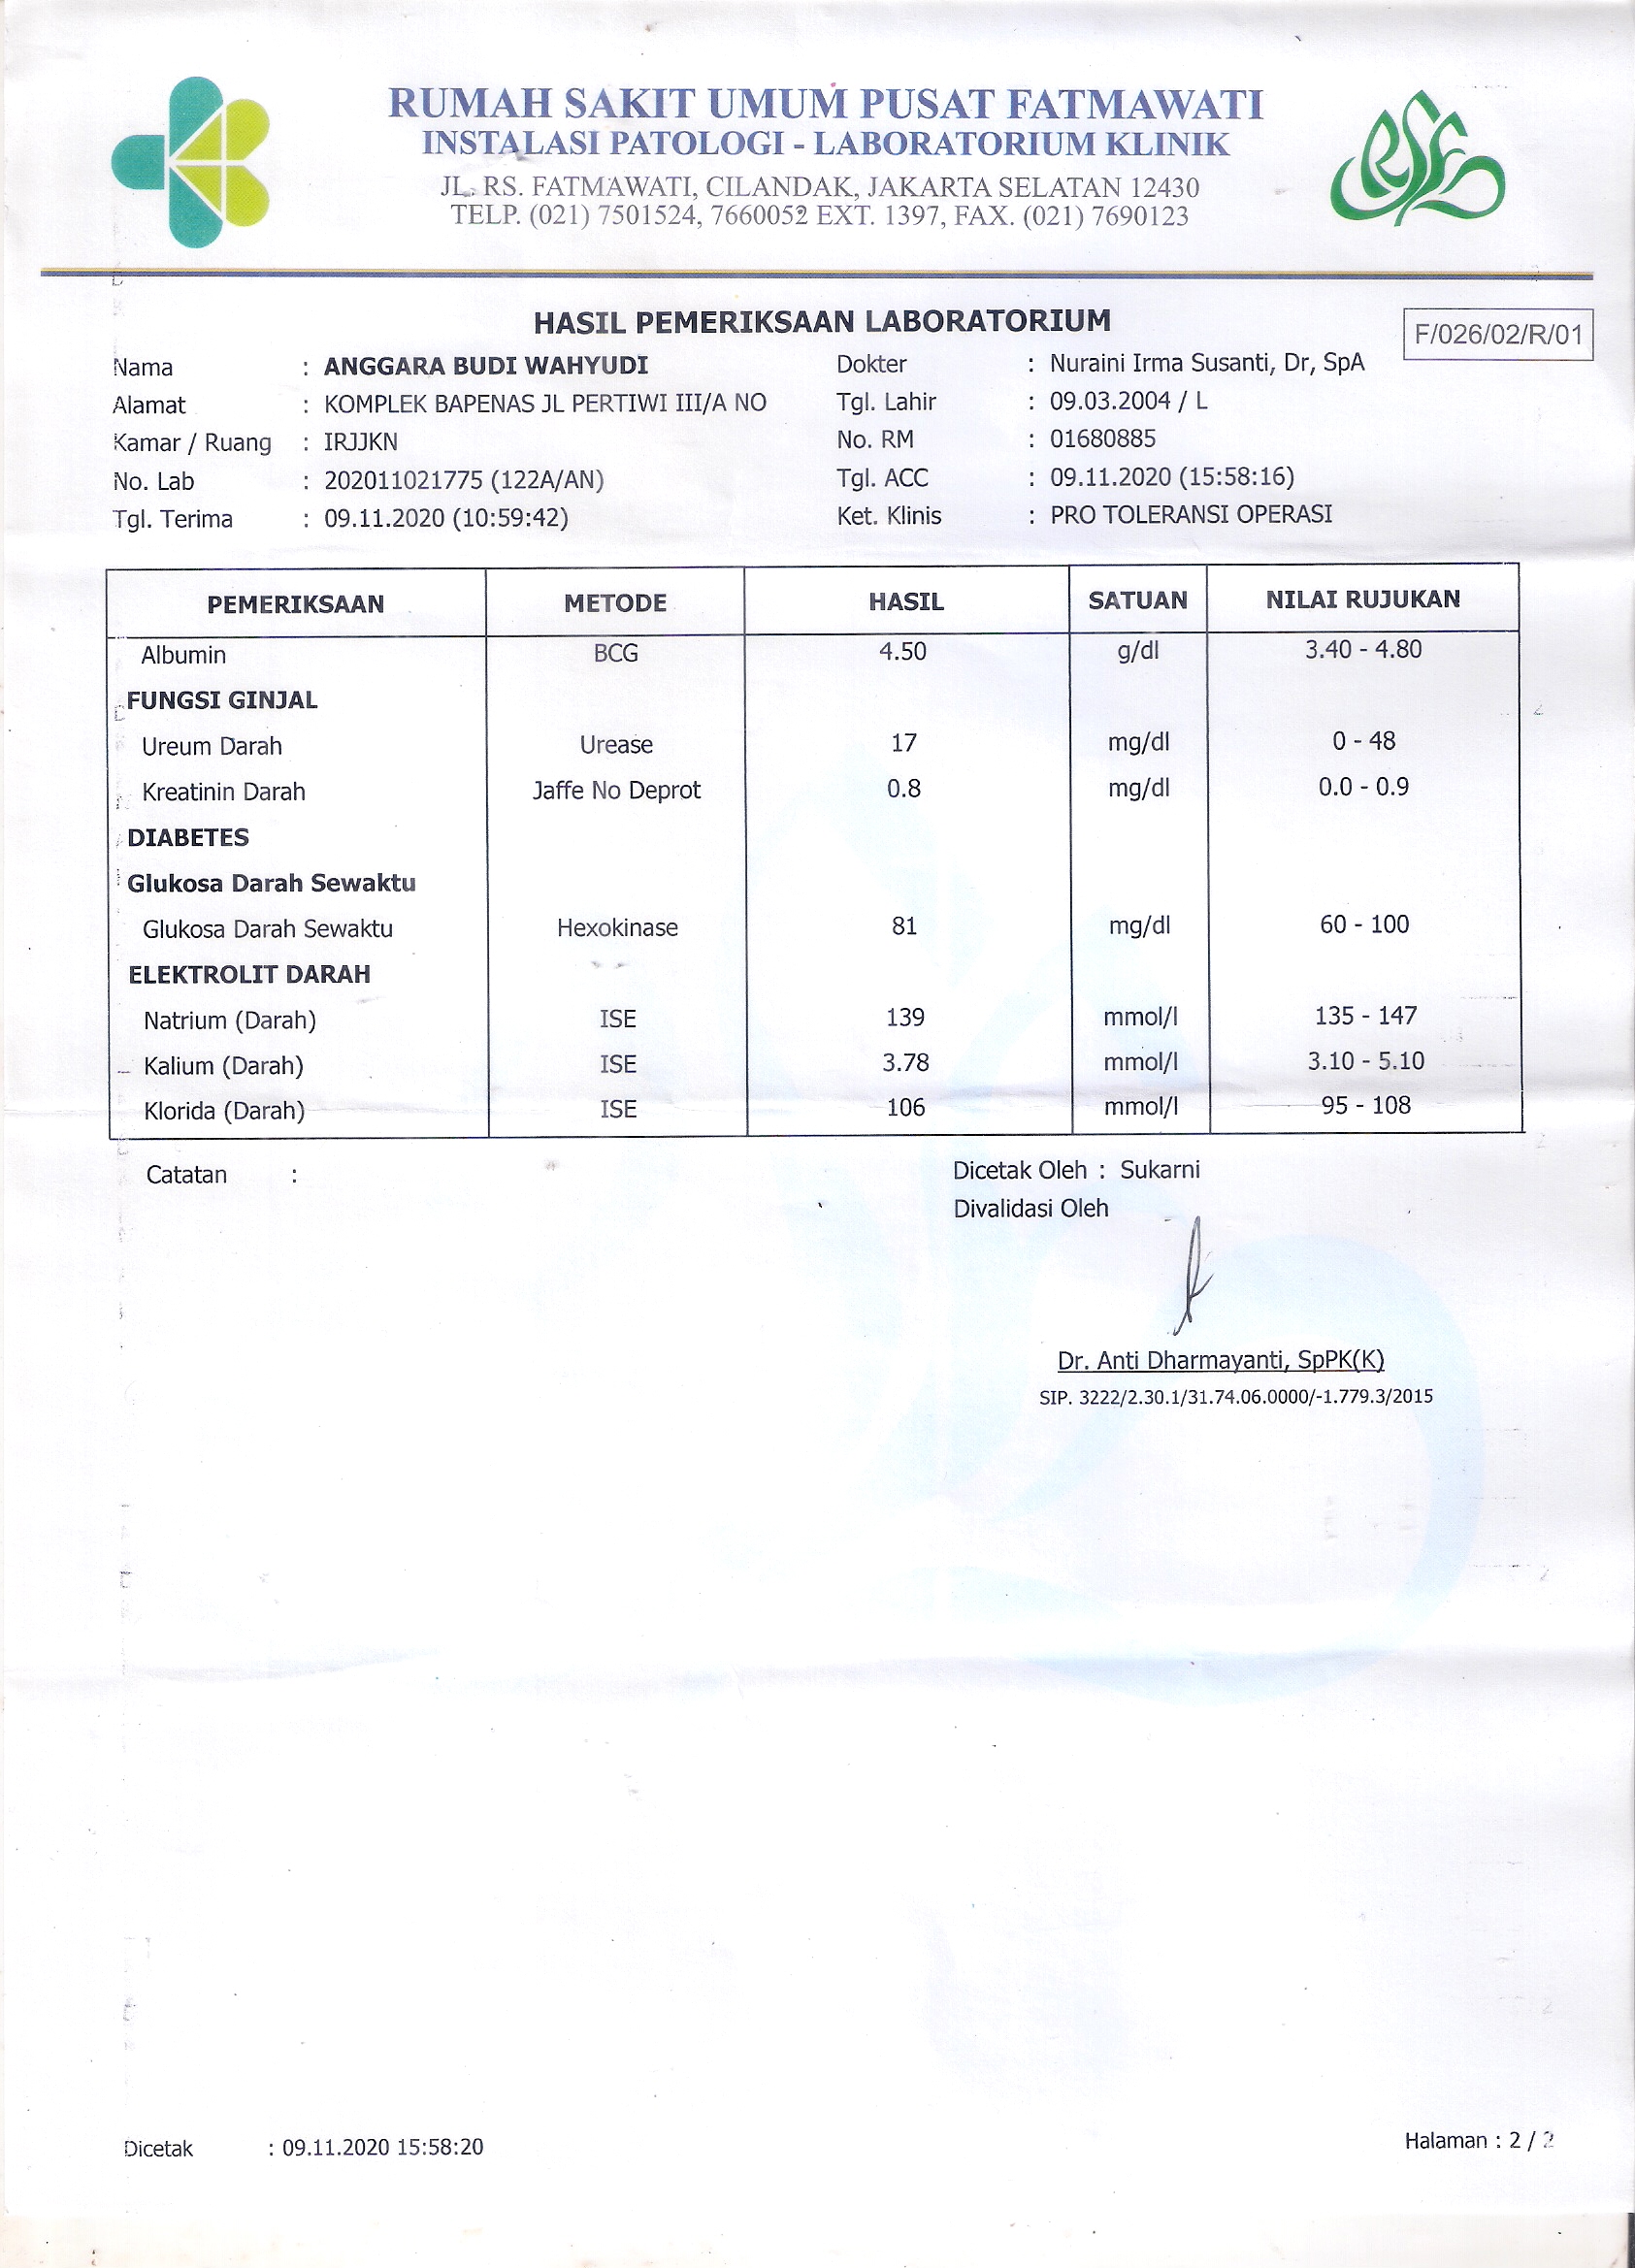 RUMAH SAKIT UMUM PUSAT FATMAWATI
INSTALASI PATOLOGI - LABORATORIUM KLINIK
JL. RS. FATMAWATI, CILANDAK, JAKARTA SELATAN 12430
TELP. (021) 7501524, 7660052 EXT. 1397, FAX. (021) 7690123
HASIL PEMERIKSAAN LABORATORIUM
F/026/02/R/01
Nama : ANGGARA BUDI WAHYUDI Dokter : Nuraini Irma Susanti, Dr, SpA
Alamat : KOMPLEK BAPENAS JL PERTIWI III/A NO Tgl. Lahir : 09.03.2004 / L
Kamar / Ruang : IRJJKN No. RM : 01680885
No. Lab : 202011021775 (122A/AN) Tgl. ACC : 09.11.2020 (15:58:16)
Tgl. Terima : 09.11.2020 (10:59:42) Ket. Klinis : PRO TOLERANSI OPERASI
PEMERIKSAAN METODE HASIL SATUAN NILAI RUJUKAN
Albumin BCG 4.50 g/dl 3.40 - 4.80
FUNGSI GINJAL
Ureum Darah Urease 17 mg/dl 0 - 48
Kreatinin Darah Jaffe No Deprot 0.8 mg/dl 0.0 - 0.9
DIABETES
Glukosa Darah Sewaktu
Glukosa Darah Sewaktu Hexokinase 81 mg/dl 60 - 100
ELEKTROLIT DARAH
Natrium (Darah) ISE 139 mmol/l 135 - 147
Kalium (Darah) ISE 3.78 mmol/l 3.10 - 5.10
Klorida (Darah) ISE 106 mmol/l 95 - 108
Catatan : Dicetak Oleh : Sukarni
Divalidasi Oleh
Dr. Anti Dharmayanti, SpPK(K)
SIP. 3222/2.30.1/31.74.06.0000/-1.779.3/2015
Dicetak : 09.11.2020 15:58:20 Halaman : 2 / 2